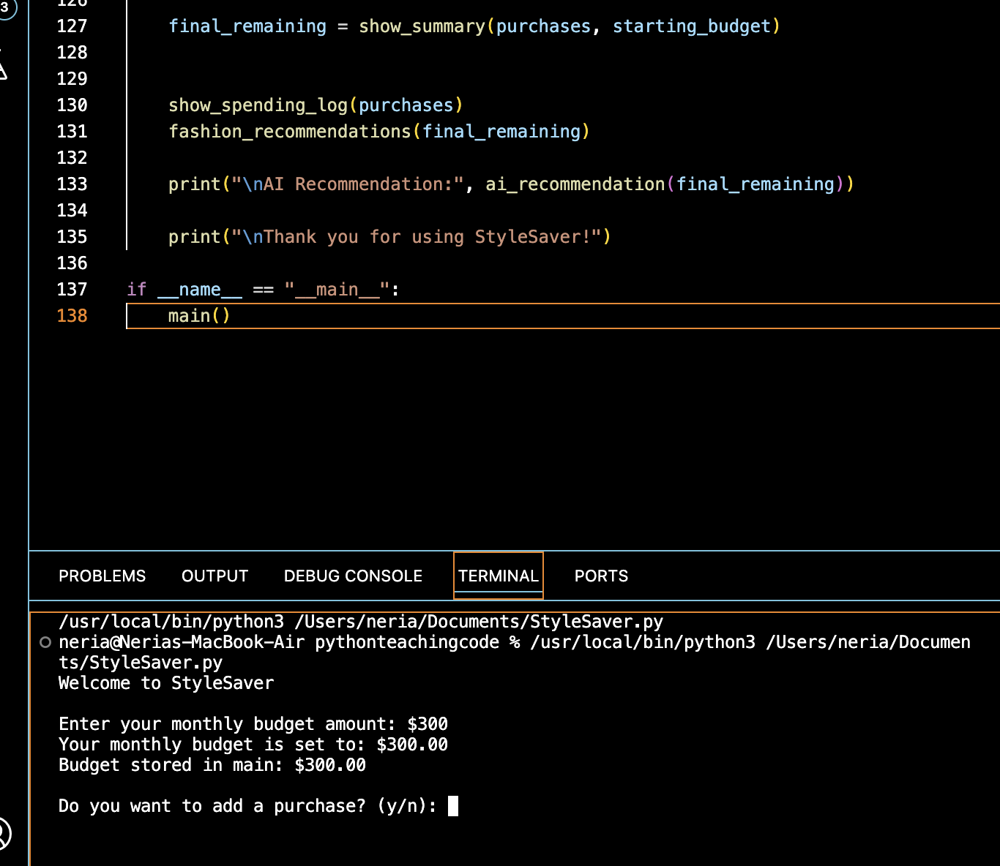 3
126
127 final_remaining = show_summary(purchases, starting_budget)
128
129
130 show_spending_log(purchases)
131 fashion_recommendations(final_remaining)
132
133 print("\nAI Recommendation:", ai_recommendation(final_remaining))
134
135 print("\nThank you for using StyleSaver!")
136
137 if __name__ == "__main__":
138 main()
PROBLEMS OUTPUT DEBUG CONSOLE TERMINAL PORTS
/usr/local/bin/python3 /Users/neria/Documents/StyleSaver.py
neria@Nerias-MacBook-Air pythonteachingcode % /usr/local/bin/python3 /Users/neria/Documen
ts/StyleSaver.py
Welcome to StyleSaver
Enter your monthly budget amount: $300
Your monthly budget is set to: $300.00
Budget stored in main: $300.00
Do you want to add a purchase? (y/n):